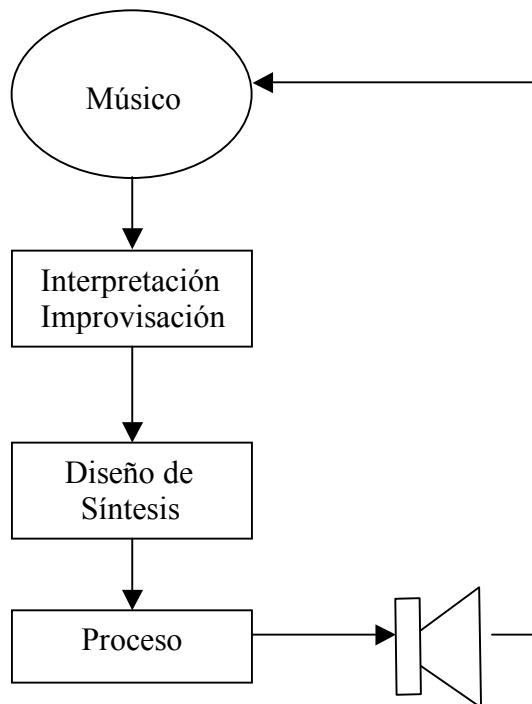 Músico
Interpretación
Improvisación
Diseño de
Síntesis
Proceso